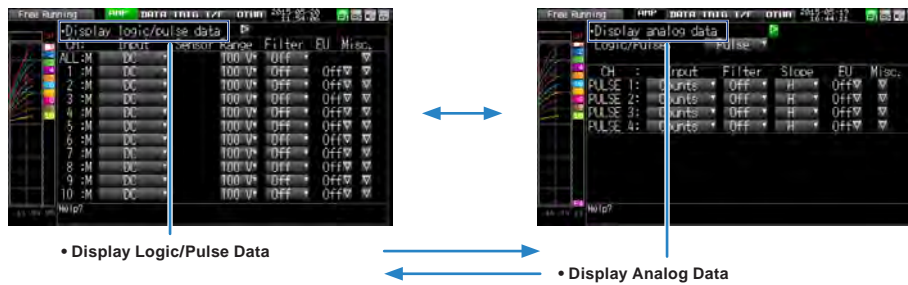 Free Running AMP DATA TRIG I/F OTHR 2015-05-20
•Display logic/pulse data
CH: Input Sensor Range Filter EU Misc.
ALL:M DC 100 V Off
1 :M DC 100 V Off Off
2 :M DC 100 V Off Off
3 :M DC 100 V Off Off
4 :M DC 100 V Off Off
5 :M DC 100 V Off Off
6 :M DC 100 V Off Off
7 :M DC 100 V Off Off
8 :M DC 100 V Off Off
9 :M DC 100 V Off Off
10 :M DC 100 V Off Off
Help?
Free Running AMP DATA TRIG I/F OTHR
•Display analog data
Logic/Pulse Pulse
CH : Input Filter Slope EU Misc.
PULSE 1: Counts Off H Off
PULSE 2: Counts Off H Off
PULSE 3: Counts Off H Off
PULSE 4: Counts Off H Off
Help?
• Display Logic/Pulse Data
• Display Analog Data